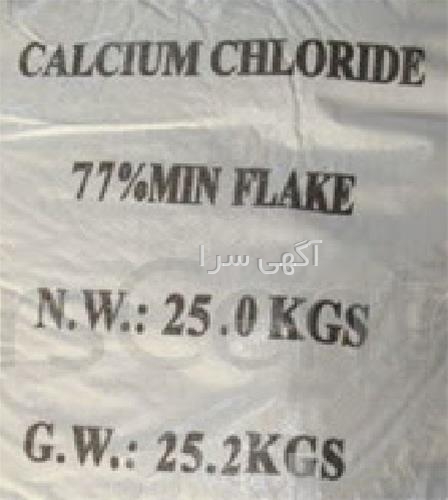 CALCIUM CHLORIDE
77%MIN FLAKE
آگهی سرا
N.W.: 25.0 KGS
G.W.: 25.2KGS